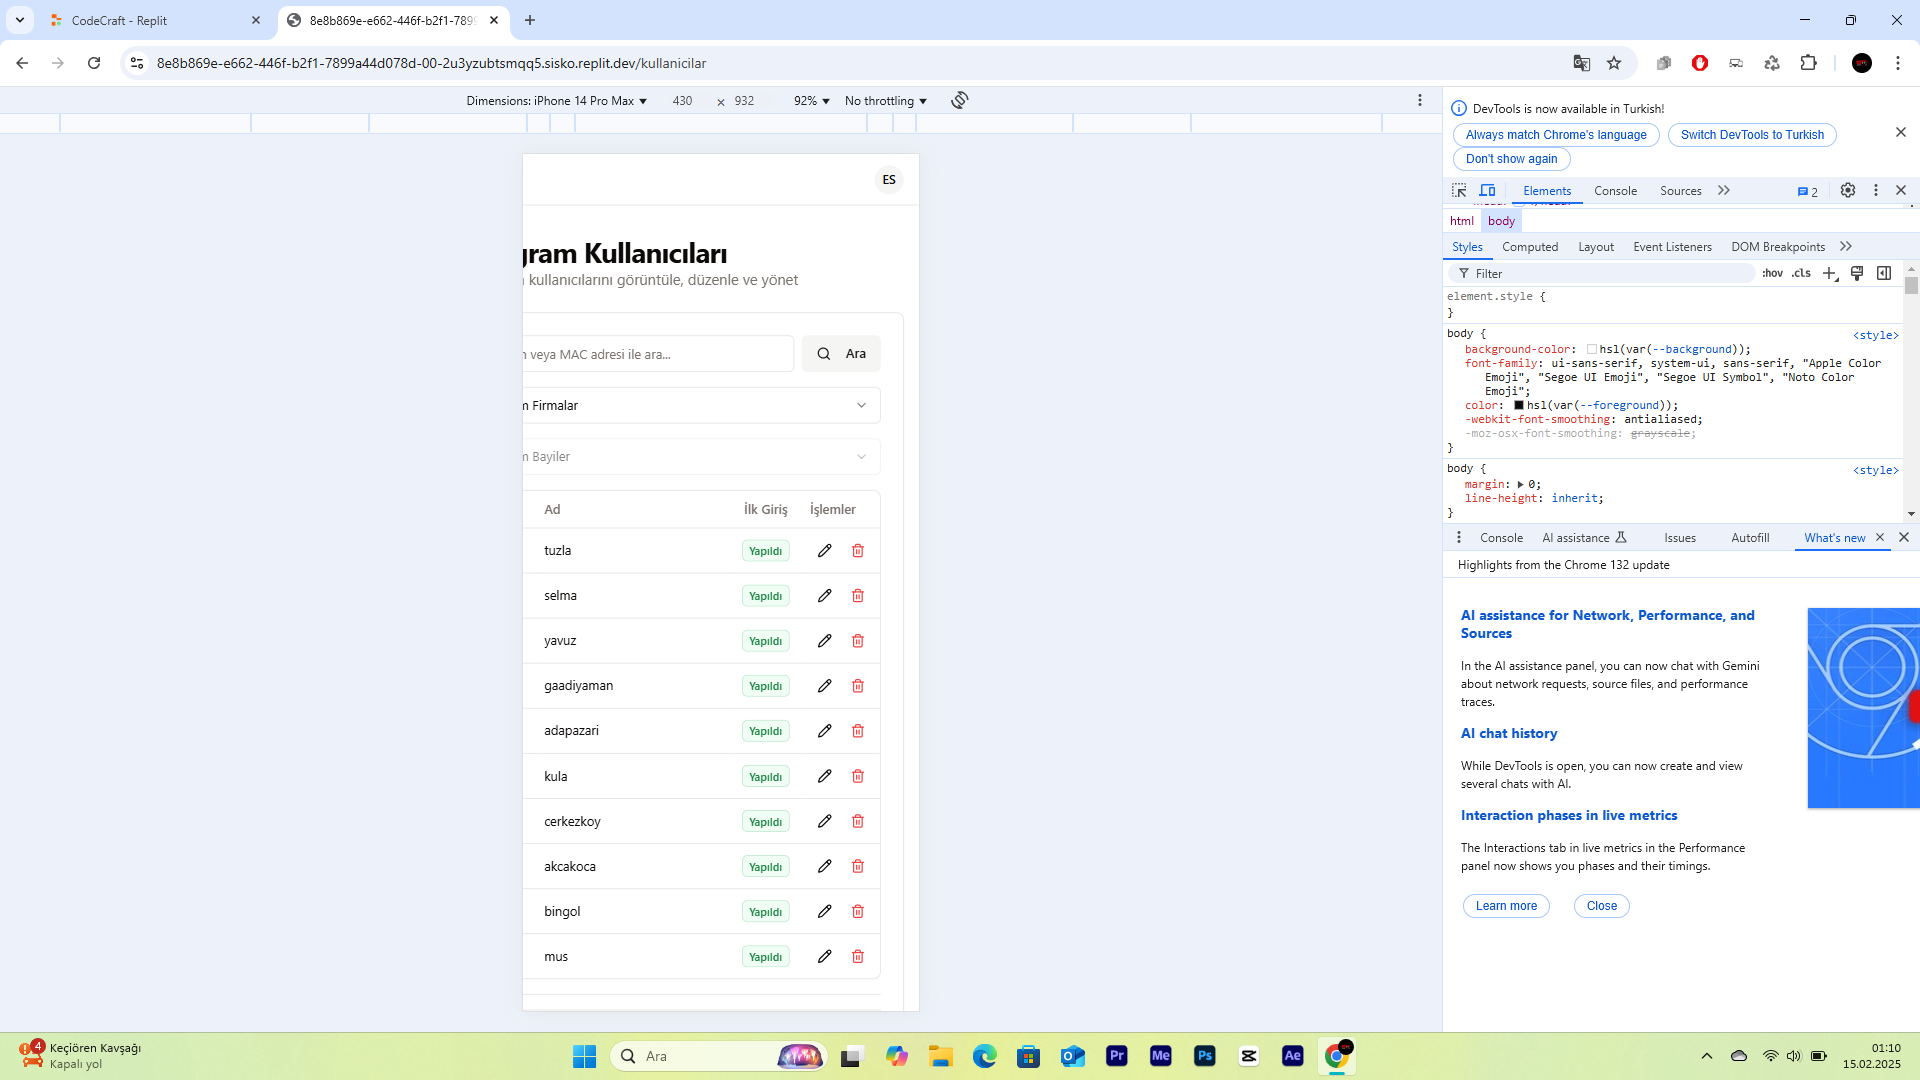 CodeCraft - Replit
8e8b869e-e662-446f-b2f1-7899
8e8b869e-e662-446f-b2f1-7899a44d078d-00-2u3yzubtsmqq5.sisko.replit.dev/kullanicilar
Dimensions: iPhone 14 Pro Max 430 × 932 92% No throttling
ES
gram Kullanıcıları
kullanıcılarını görüntüle, düzenle ve yönet
veya MAC adresi ile ara...
Ara
Firmalar
Bayiler
Ad İlk Giriş İşlemler
tuzla Yapıldı
selma Yapıldı
yavuz Yapıldı
gaadiyaman Yapıldı
adapazari Yapıldı
kula Yapıldı
cerkezkoy Yapıldı
akcakoca Yapıldı
bingol Yapıldı
mus Yapıldı
DevTools is now available in Turkish!
Always match Chrome's language Switch DevTools to Turkish
Don't show again
Elements Console Sources 2
html body
Styles Computed Layout Event Listeners DOM Breakpoints
Filter :hov .cls
element.style {
}
body { <style>
background-color: hsl(var(--background));
font-family: ui-sans-serif, system-ui, sans-serif, "Apple Color
Emoji", "Segoe UI Emoji", "Segoe UI Symbol", "Noto Color
Emoji";
color: hsl(var(--foreground));
-webkit-font-smoothing: antialiased;
-moz-osx-font-smoothing: grayscale;
}
body { <style>
margin: 0;
line-height: inherit;
}
Console AI assistance Issues Autofill What's new
Highlights from the Chrome 132 update
AI assistance for Network, Performance, and
Sources
In the AI assistance panel, you can now chat with Gemini
about network requests, source files, and performance
traces.
AI chat history
While DevTools is open, you can now create and view
several chats with AI.
Interaction phases in live metrics
The Interactions tab in live metrics in the Performance
panel now shows you phases and their timings.
Learn more Close
4
Keçiören Kavşağı
Kapalı yol
Ara
Pr Me Ps Ae
01:10
15.02.2025